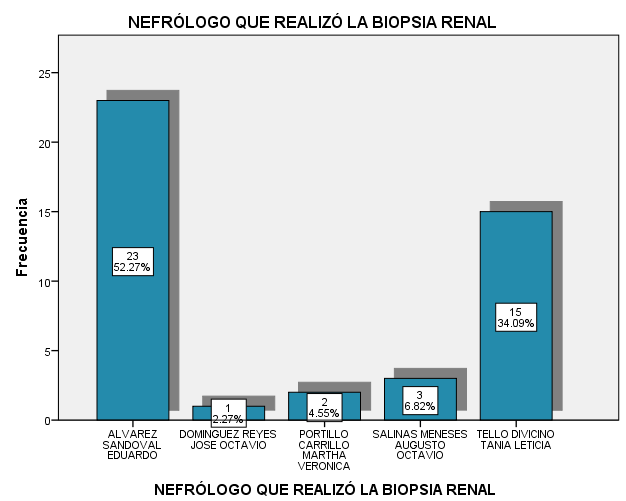 NEFRÓLOGO QUE REALIZÓ LA BIOPSIA RENAL
Frecuencia
25
20
15
10
5
0
23
52.27%
1
2.27%
2
4.55%
3
6.82%
15
34.09%
ALVAREZ
SANDOVAL
EDUARDO
DOMINGUEZ REYES
JOSE OCTAVIO
PORTILLO
CARRILLO
MARTHA
VERONICA
SALINAS MENESES
AUGUSTO
OCTAVIO
TELLO DIVICINO
TANIA LETICIA
NEFRÓLOGO QUE REALIZÓ LA BIOPSIA RENAL